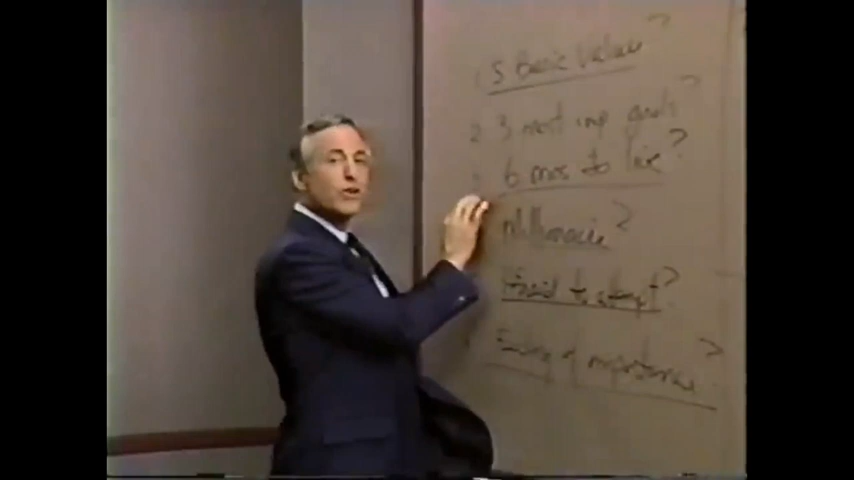 1 5 Basic Values?
2. 3 most imp goals?
3 6 mos to live?
Millionaire?
Afraid to attempt?
Feeling of importance?